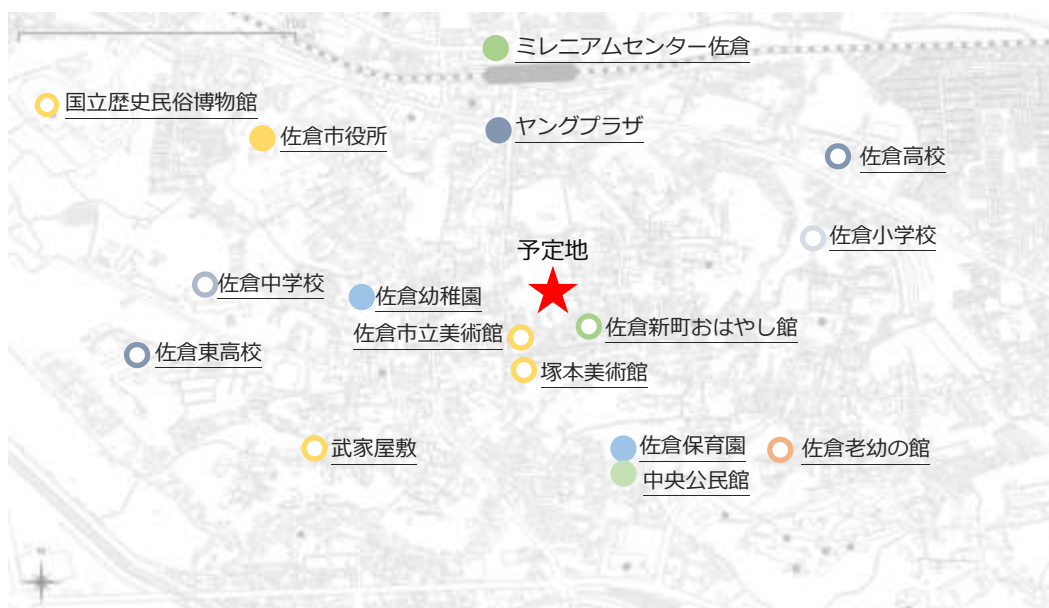 ミレニアムセンター佐倉
国立歴史民俗博物館
佐倉市役所
ヤングプラザ
佐倉高校
佐倉小学校
予定地
佐倉中学校
佐倉幼稚園
佐倉市立美術館
佐倉新町おはやし館
佐倉東高校
塚本美術館
武家屋敷
佐倉保育園
佐倉老幼の館
中央公民館